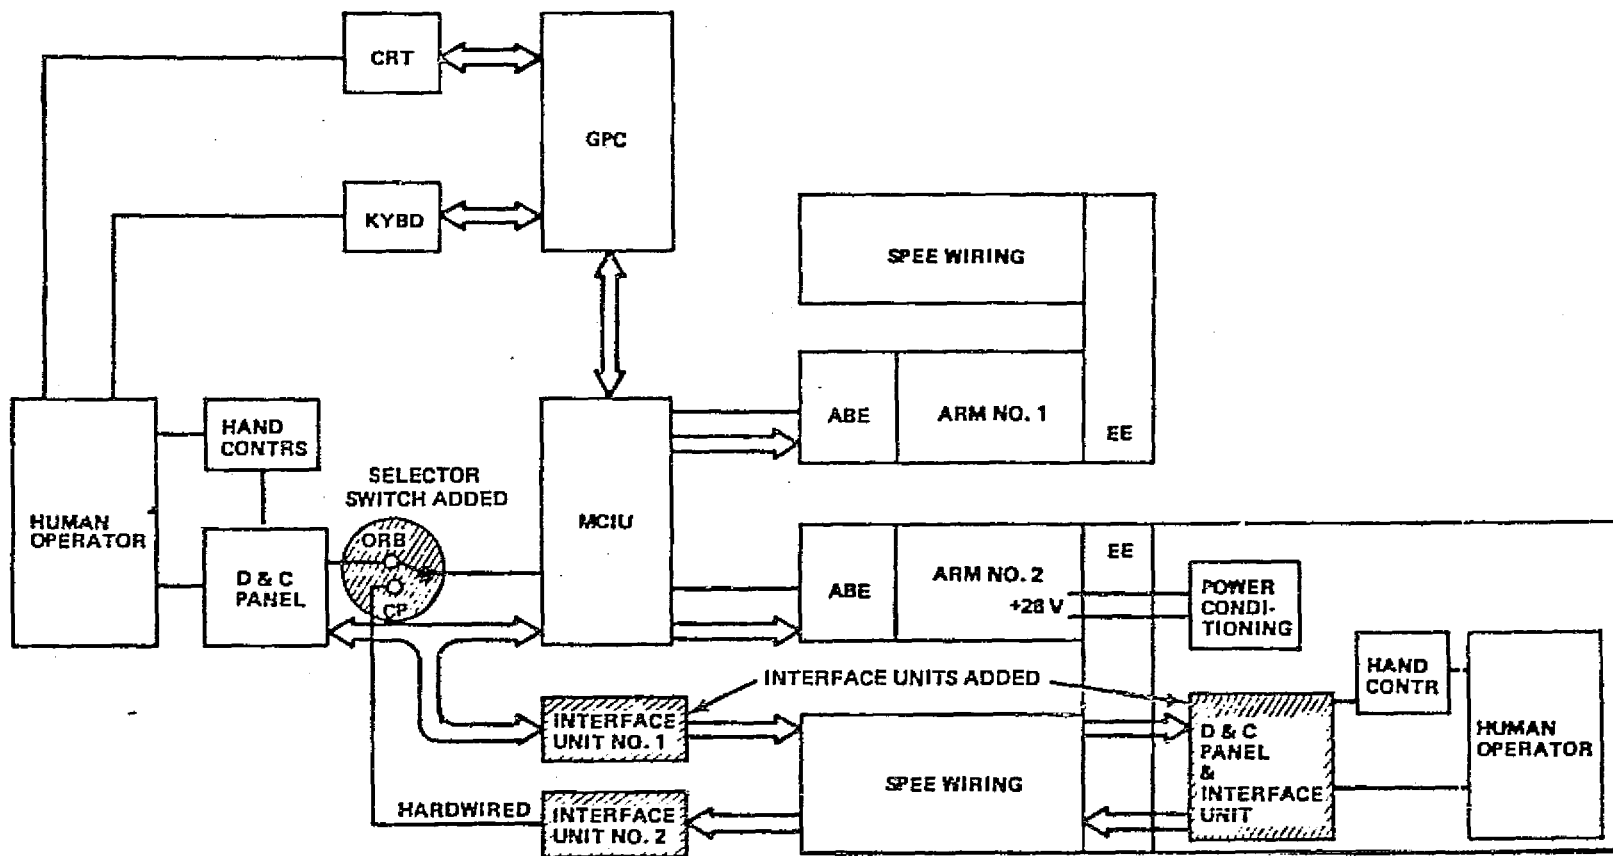 CRT
GPC
KYBD
SPEE WIRING
ABE
ARM NO. 1
EE
HAND
CONTRS
SELECTOR
SWITCH ADDED
HUMAN
OPERATOR
MCIU
ORB
D & C
PANEL
CP
EE
ABE
ARM NO. 2
+28 V
POWER
CONDI-
TIONING
INTERFACE UNITS ADDED
HAND
CONTR
INTERFACE
UNIT NO. 1
D & C
PANEL
&
INTERFACE
UNIT
HUMAN
OPERATOR
SPEE WIRING
HARDWIRED
INTERFACE
UNIT NO. 2